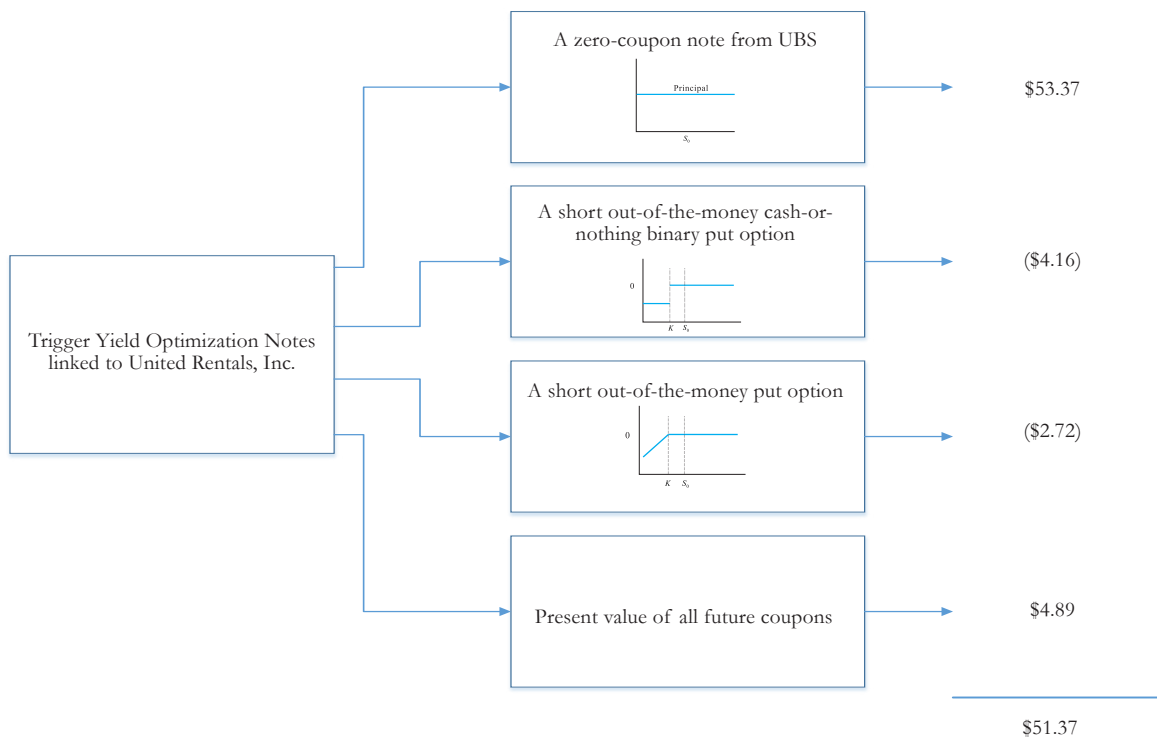 A zero-coupon note from UBS
Principal
S₀
$53.37
A short out-of-the-money cash-or-
nothing binary put option
0
K
S₀
($4.16)
Trigger Yield Optimization Notes
linked to United Rentals, Inc.
A short out-of-the-money put option
0
K
S₀
($2.72)
Present value of all future coupons
$4.89
$51.37